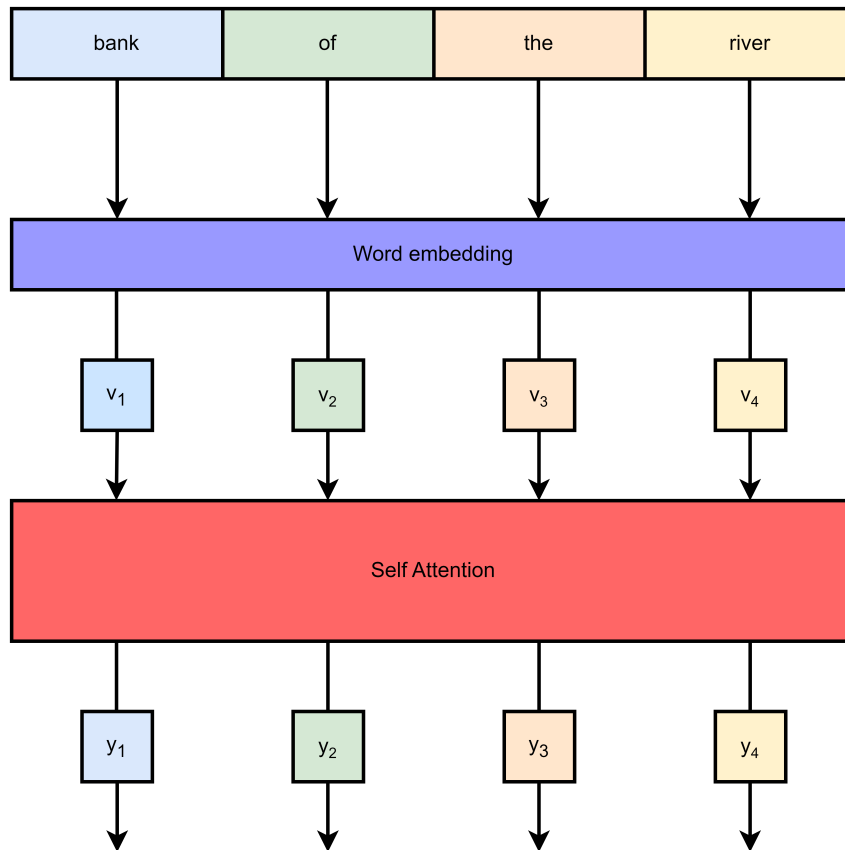 bank of the river
Word embedding
v1 v2 v3 v4
Self Attention
y1 y2 y3 y4